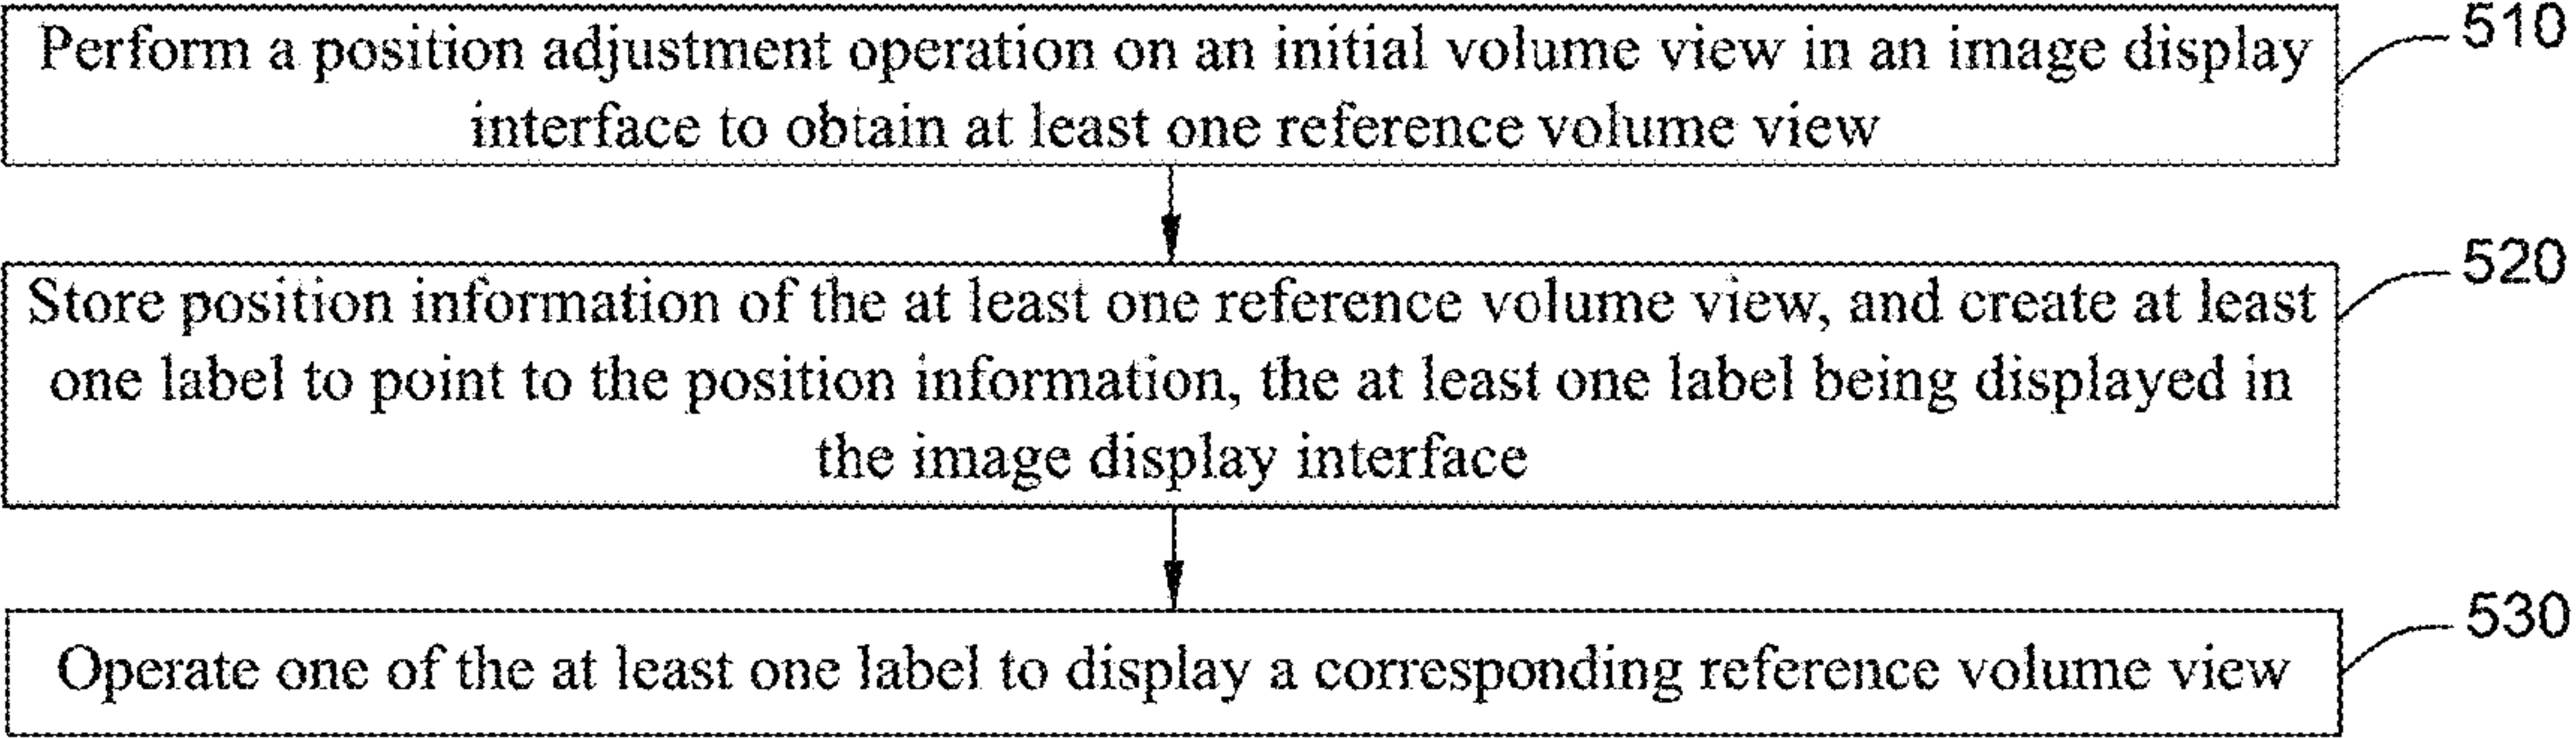 Perform a position adjustment operation on an initial volume view in an image display
interface to obtain at least one reference volume view
510
Store position information of the at least one reference volume view, and create at least
one label to point to the position information, the at least one label being displayed in
the image display interface
520
Operate one of the at least one label to display a corresponding reference volume view
530